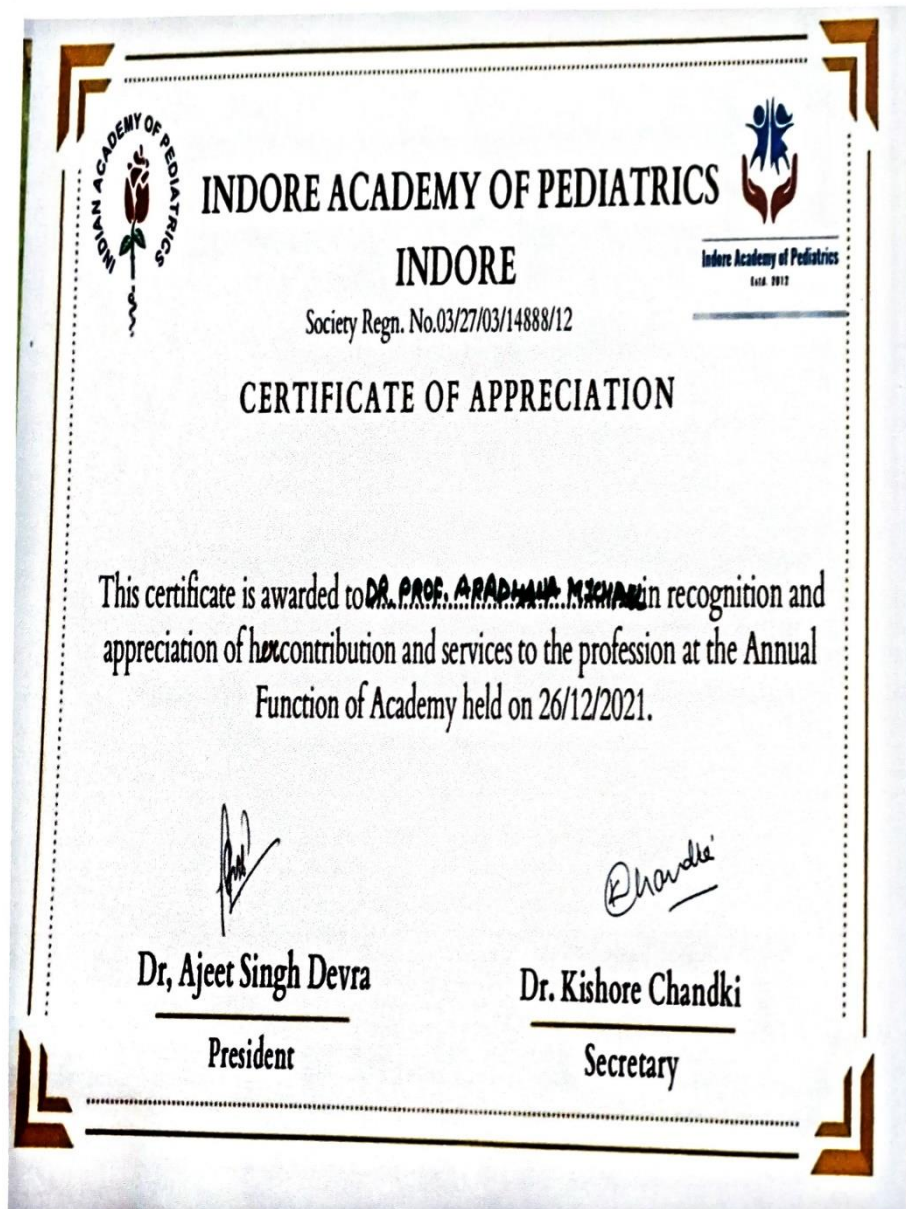 INDIAN ACADEMY OF PEDIATRICS
INDORE ACADEMY OF PEDIATRICS
Indore Academy of Pediatrics
Estd. 2012
INDORE
Society Regn. No.03/27/03/14888/12
CERTIFICATE OF APPRECIATION
This certificate is awarded to DR. PROF. ARADHANA MICHAEL in recognition and
appreciation of her contribution and services to the profession at the Annual
Function of Academy held on 26/12/2021.
Chandki
Dr, Ajeet Singh Devra
Dr. Kishore Chandki
President
Secretary